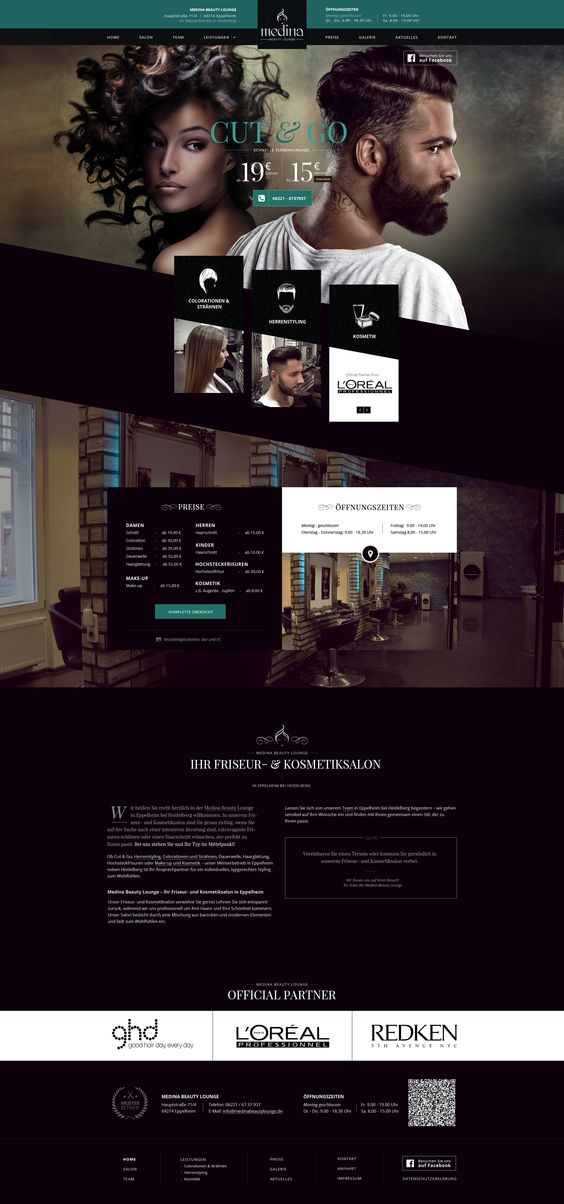 MEDINA BEAUTY LOUNGE
Hauptstraße 71/4 | 69214 Eppelheim
Ihr Meisterbetrieb in Heidelberg
medina
BEAUTY LOUNGE
ÖFFNUNGSZEITEN
Montag geschlossen
Di. - Do. 9.00 - 18.30 Uhr
Fr. 9.00 - 19.00 Uhr
Sa. 8.00 - 15.00 Uhr
HOME
SALON
TEAM
LEISTUNGEN
PREISE
GALERIE
AKTUELLES
KONTAKT
Besuchen Sie uns
auf Facebook
CUT & GO
SCHNELLE TERMINVERGABE
19€
15€
06221 - 6737937
COLORATIONEN &
STRÄHNEN
HERRENSTYLING
KOSMETIK
Official Partner from:
L'ORÉAL
PROFESSIONNEL
PREISE
DAMEN
Schnitt - ab 19,00 €
Coloration - ab 30,00 €
Strähnen - ab 35,00 €
Dauerwelle - ab 55,00 €
Haarglättung - ab 55,00 €
MAKE-UP
Make-up - ab 15,00 €
HERREN
Haarschnitt - ab 15,00 €
KINDER
Haarschnitt - ab 10,00 €
HOCHSTECKFRISUREN
Hochsteckfrisur - ab 30,00 €
KOSMETIK
z.B. Augenbr. zupfen - ab 8,00 €
KOMPLETTE ÜBERSICHT
Bezahlmöglichkeiten: Bar und EC
ÖFFNUNGSZEITEN
Montag : geschlossen
Dienstag - Donnerstag: 9.00 - 18.30 Uhr
Freitag: 9.00 - 19.00 Uhr
Samstag 8.00 - 15.00 Uhr
MEDINA BEAUTY LOUNGE
IHR FRISEUR- & KOSMETIKSALON
IN EPPELHEIM BEI HEIDELBERG
Wir heißen Sie recht herzlich in der Medina Beauty Lounge
in Eppelheim bei Heidelberg willkommen. In unserem Fri-
seur- und Kosmetiksalon sind Sie genau richtig, wenn Sie
auf der Suche nach einer intensiven Beratung sind, extravagante Fri-
suren schätzen oder einen Haarschnitt wünschen, der perfekt zu
Ihnen passt. Bei uns stehen Sie und Ihr Typ im Mittelpunkt!
Ob Cut & Go, Herrenstyling, Colorationen und Strähnen, Dauerwelle, Haarglättung,
Hochsteckfrisuren oder Make-up und Kosmetik - unser Meisterbetrieb in Eppelheim
neben Heidelberg ist Ihr Ansprechpartner für ein individuelles, typgerechtes Styling
zum Wohlfühlen.
Medina Beauty Lounge – Ihr Friseur- und Kosmetiksalon in Eppelheim
Unser Friseur- und Kosmetiksalon verwöhnt Sie gerne! Lehnen Sie sich entspannt
zurück, während wir uns professionell um Ihre Haare und Ihre Schönheit kümmern.
Unser Salon besticht durch eine Mischung aus barocken und modernen Elementen
und lädt zum Wohlfühlen ein.
Lassen Sie sich von unserem Team in Eppelheim bei Heidelberg begeistern – wir gehen
sensibel auf Ihre Wünsche ein und finden mit Ihnen gemeinsam einen Stil, der zu
Ihnen passt.
Vereinbaren Sie einen Termin oder kommen Sie persönlich in
unserem Friseur- und Kosmetiksalon vorbei.
Wir freuen uns auf Ihren Besuch!
Ihr Team der Medina Beauty Lounge
MEDINA BEAUTY LOUNGE
OFFICIAL PARTNER
ghd
good hair day, every day
L'ORÉAL
PARIS
PROFESSIONNEL
REDKEN
5TH AVENUE NYC
MEISTER
BETRIEB
MEDINA BEAUTY LOUNGE
Hauptstraße 71/4
69214 Eppelheim
Telefon: 06221 / 67 37 937
E-Mail: info@medinabeautylounge.de
ÖFFNUNGSZEITEN
Montag geschlossen
Di. - Do. 9.00 - 18.30 Uhr
Fr. 9.00 - 19.00 Uhr
Sa. 8.00 - 15.00 Uhr
HOME
SALON
TEAM
LEISTUNGEN
Colorationen & Strähnen
Herrenstyling
Kosmetik
PREISE
GALERIE
AKTUELLES
KONTAKT
ANFAHRT
IMPRESSUM
Besuchen Sie uns
auf Facebook
DATENSCHUTZERKLÄRUNG